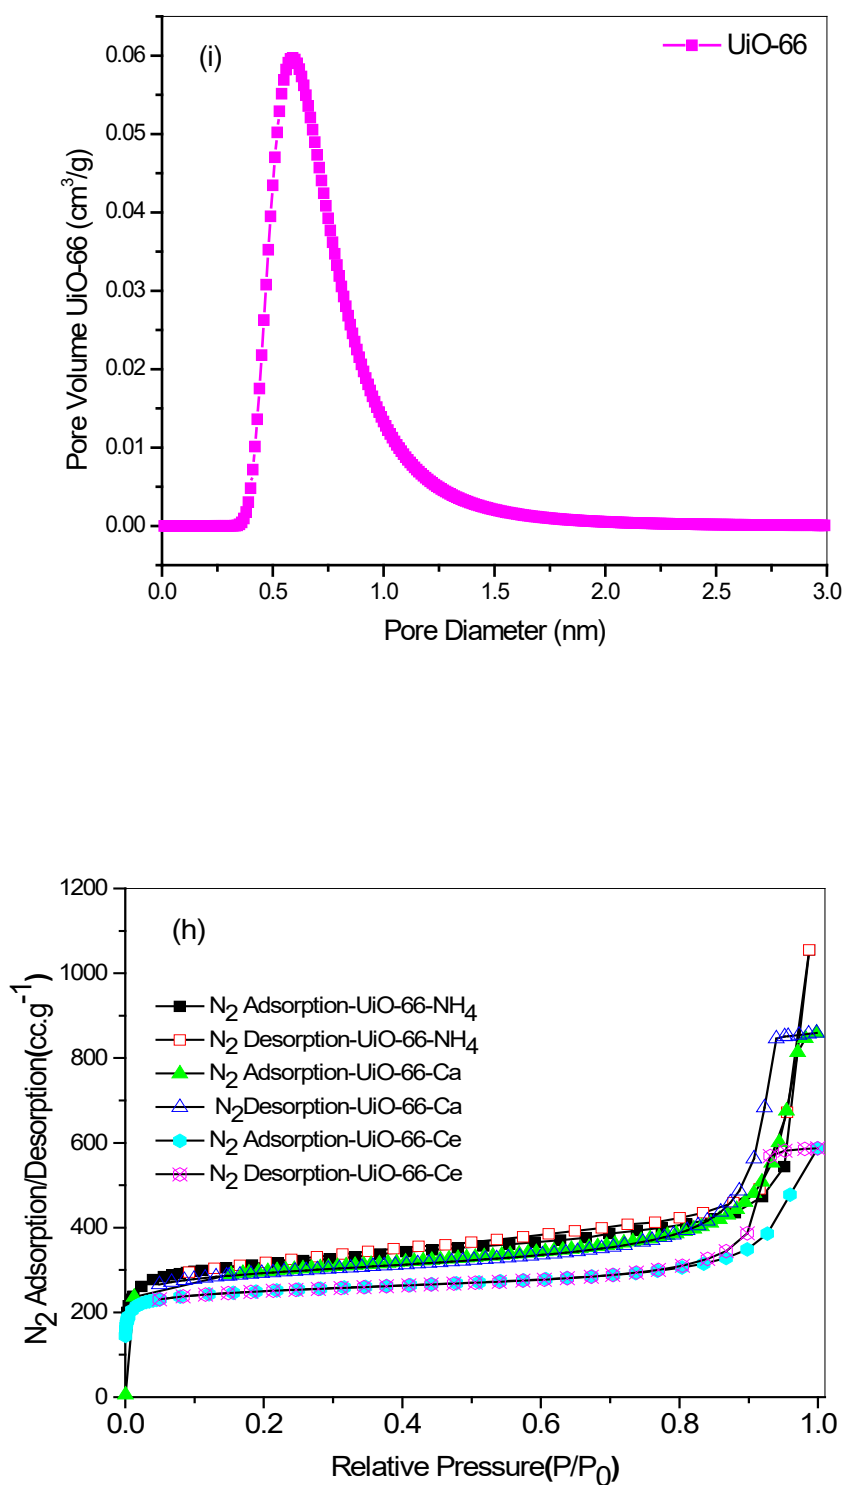 (i)
UiO-66
0.06
0.05
0.04
0.03
0.02
0.01
0.00
Pore Volume UiO-66 (cm³/g)
0.0 0.5 1.0 1.5 2.0 2.5 3.0
Pore Diameter (nm)
(h)
1200
1000
800
600
400
200
0
N₂ Adsorption/Desorption(cc.g⁻¹)
N₂ Adsorption-UiO-66-NH₄
N₂ Desorption-UiO-66-NH₄
N₂ Adsorption-UiO-66-Ca
N₂Desorption-UiO-66-Ca
N₂ Adsorption-UiO-66-Ce
N₂ Desorption-UiO-66-Ce
0.0 0.2 0.4 0.6 0.8 1.0
Relative Pressure(P/P₀)